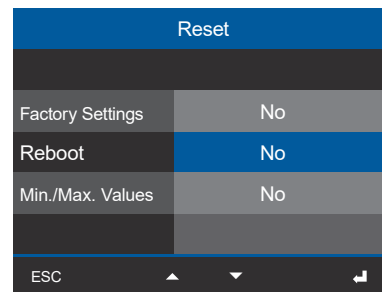 Reset
Factory Settings No
Reboot No
Min./Max. Values No
ESC